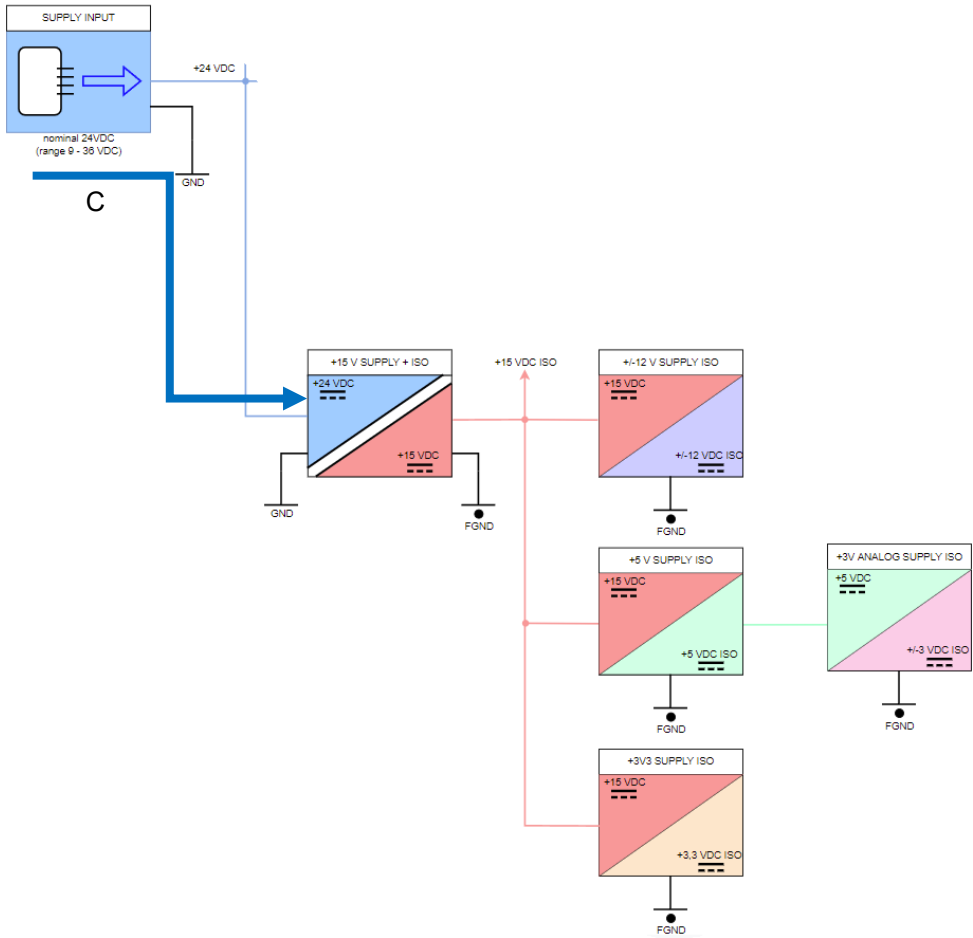 SUPPLY INPUT
+24 VDC
nominal 24VDC
(range 9 - 36 VDC)
GND
C
+15 V SUPPLY + ISO
+24 VDC
+15 VDC
GND
FGND
+15 VDC ISO
+/-12 V SUPPLY ISO
+15 VDC
+/-12 VDC ISO
FGND
+5 V SUPPLY ISO
+15 VDC
+5 VDC ISO
FGND
+3V ANALOG SUPPLY ISO
+5 VDC
+/-3 VDC ISO
FGND
+3V3 SUPPLY ISO
+15 VDC
+3,3 VDC ISO
FGND